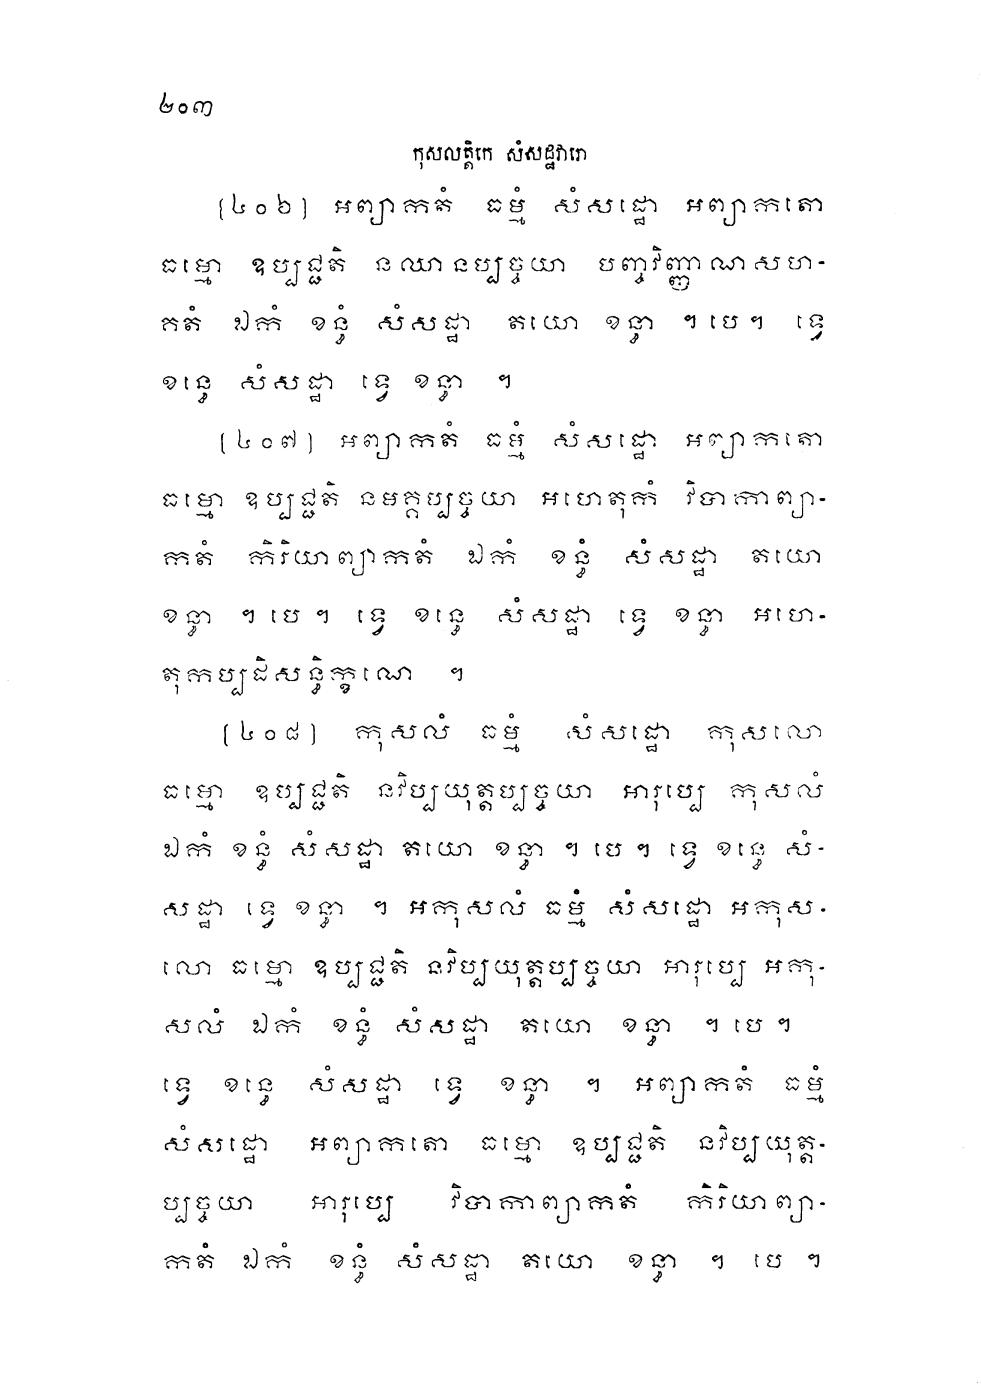 ២០៣
កុសលត្តិកេ សំសដ្ឋវារោ
[៤០៦] អព្យាកតំ ធម្មំ សំសដ្ឋោ អព្យាកតោ
ធម្មោ ឧប្បជ្ជតិ នឈានប្បច្ចយា បញ្ចវិញ្ញាណសហ-
គតំ ឯកំ ខន្ធំ សំសដ្ឋា តយោ ខន្ធា ។ បេ ។ ទ្វេ
ខន្ធេ សំសដ្ឋា ទ្វេ ខន្ធា ។
[៤០៧] អព្យាកតំ ធម្មំ សំសដ្ឋោ អព្យាកតោ
ធម្មោ ឧប្បជ្ជតិ នមគ្គប្បច្ចយា អហេតុកំ វិបាកាព្យា-
កតំ កិរិយាព្យាកតំ ឯកំ ខន្ធំ សំសដ្ឋា តយោ
ខន្ធា ។ បេ ។ ទ្វេ ខន្ធេ សំសដ្ឋា ទ្វេ ខន្ធា អហេ-
តុកប្បដិសន្ធិក្ខណេ ។
[៤០៨] កុសលំ ធម្មំ សំសដ្ឋោ កុសលោ
ធម្មោ ឧប្បជ្ជតិ នវិប្បយុត្តប្បច្ចយា អារុប្បេ កុសលំ
ឯកំ ខន្ធំ សំសដ្ឋា តយោ ខន្ធា ។ បេ ។ ទ្វេ ខន្ធេ សំ-
សដ្ឋា ទ្វេ ខន្ធា ។ អកុសលំ ធម្មំ សំសដ្ឋោ អកុស-
លោ ធម្មោ ឧប្បជ្ជតិ នវិប្បយុត្តប្បច្ចយា អារុប្បេ អកុ-
សលំ ឯកំ ខន្ធំ សំសដ្ឋា តយោ ខន្ធា ។ បេ ។
ទ្វេ ខន្ធេ សំសដ្ឋា ទ្វេ ខន្ធា ។ អព្យាកតំ ធម្មំ
សំសដ្ឋោ អព្យាកតោ ធម្មោ ឧប្បជ្ជតិ នវិប្បយុត្ត-
ប្បច្ចយា អារុប្បេ វិបាកាព្យាកតំ កិរិយាព្យា-
កតំ ឯកំ ខន្ធំ សំសដ្ឋា តយោ ខន្ធា ។ បេ ។